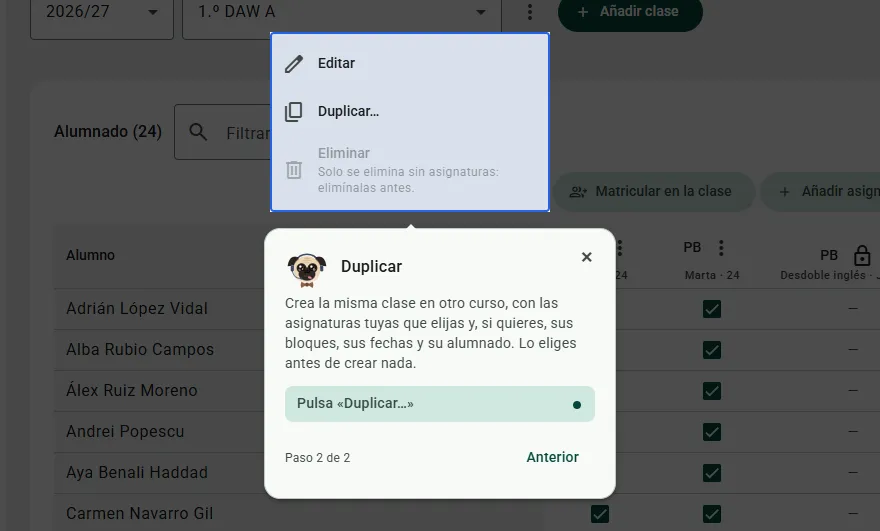 2026/27
1.º DAW A
+ Añadir clase
Editar
Duplicar...
Eliminar
Solo se elimina sin asignaturas:
elimínalas antes.
Alumnado (24)
Filtrar
Matricular en la clase
+ Añadir asign
Alumno
24
PB
Marta · 24
PB
Desdoble inglés ·
Duplicar
Crea la misma clase en otro curso, con las
asignaturas tuyas que elijas y, si quieres, sus
bloques, sus fechas y su alumnado. Lo eliges
antes de crear nada.
Pulsa «Duplicar...»
Paso 2 de 2
Anterior
Adrián López Vidal
—
Alba Rubio Campos
—
Álex Ruiz Moreno
—
Andrei Popescu
—
Aya Benali Haddad
—
Carmen Navarro Gil
—